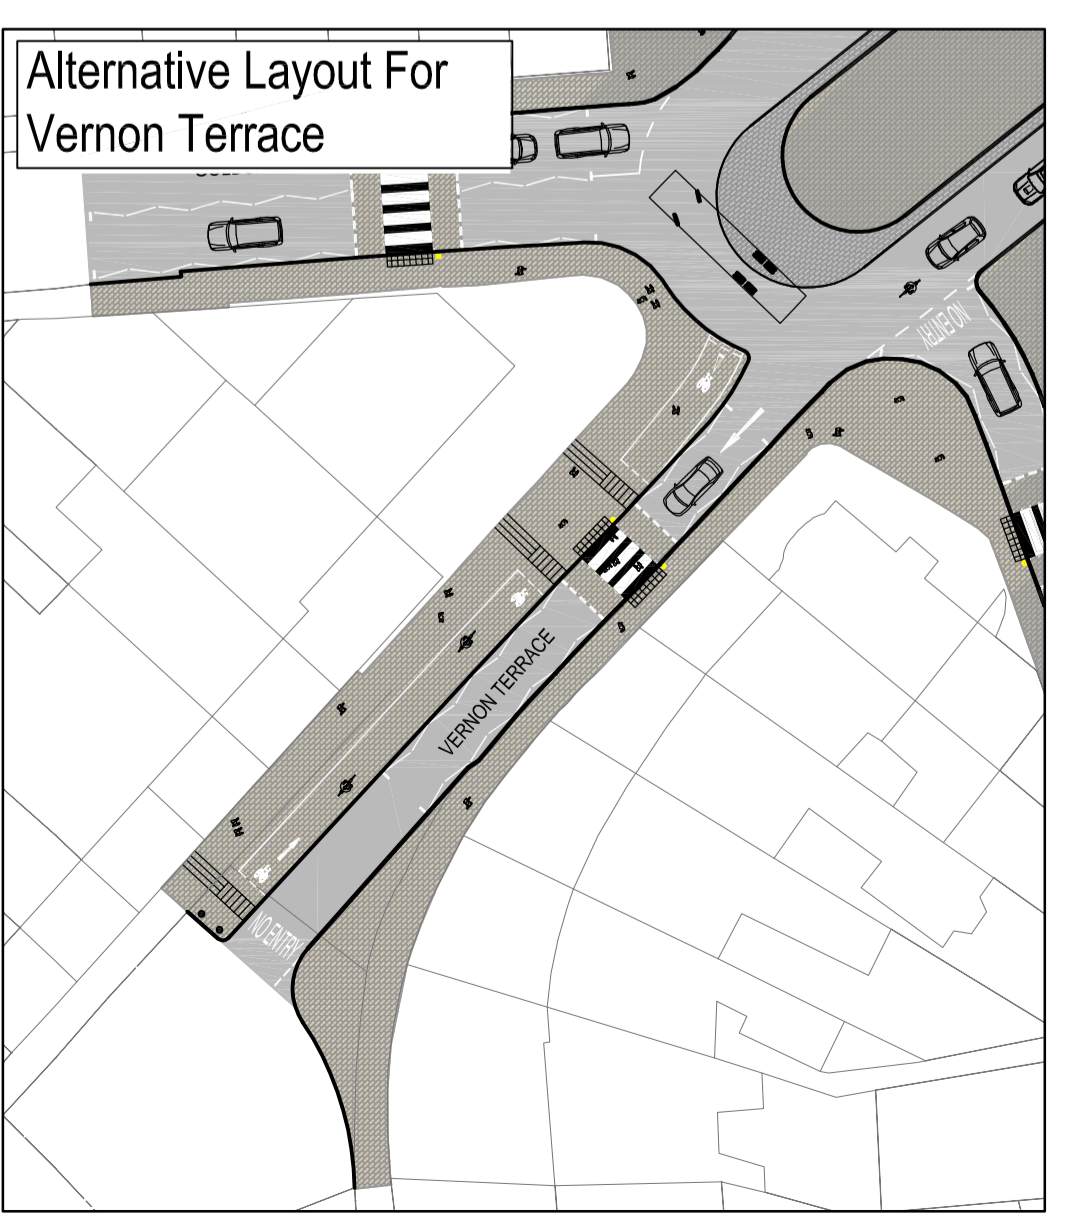 Alternative Layout For
Vernon Terrace
NO ENTRY
VERNON TERRACE
NO ENTRY